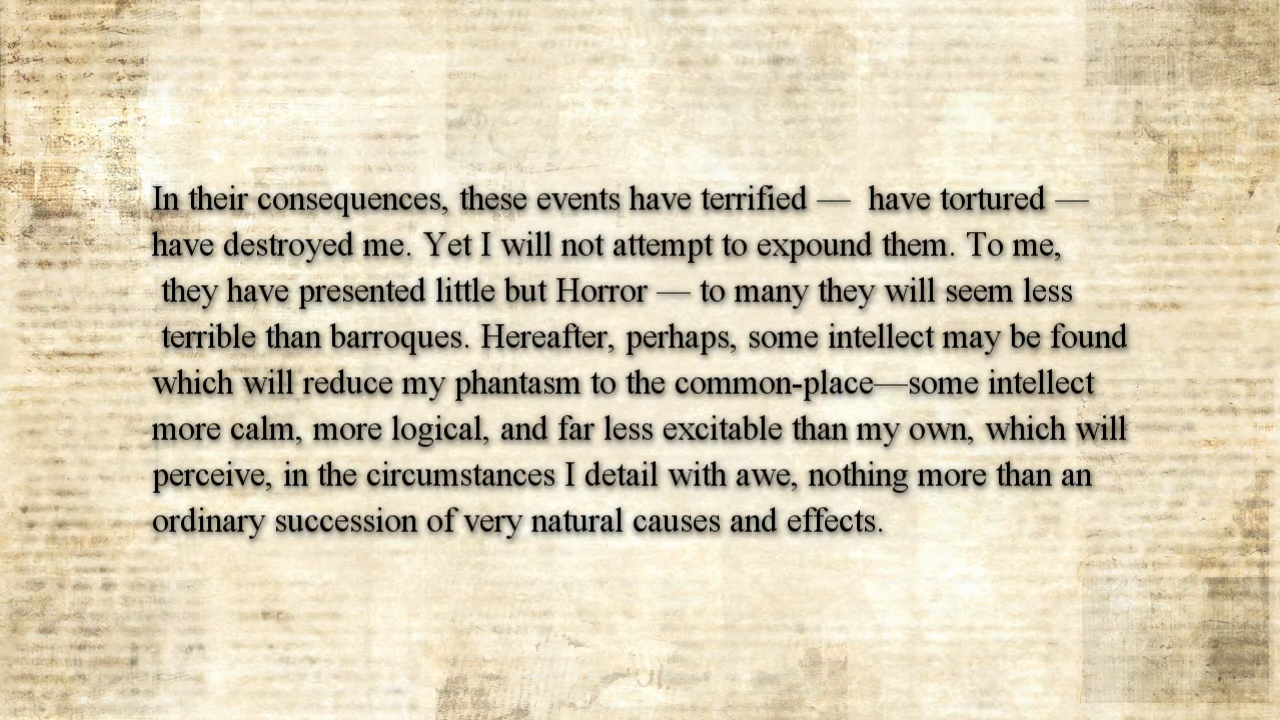 In their consequences, these events have terrified —  have tortured —
have destroyed me. Yet I will not attempt to expound them. To me,
they have presented little but Horror — to many they will seem less
terrible than barroques. Hereafter, perhaps, some intellect may be found
which will reduce my phantasm to the common-place—some intellect
more calm, more logical, and far less excitable than my own, which will
perceive, in the circumstances I detail with awe, nothing more than an
ordinary succession of very natural causes and effects.